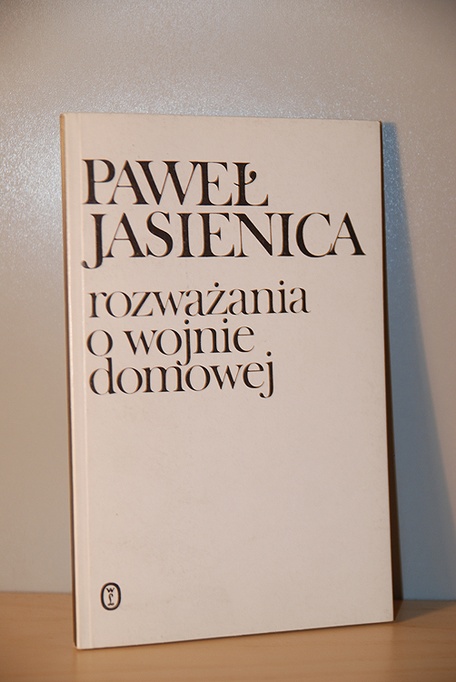 PAWEŁ
JASIENICA
rozważania
o wojnie
domowej